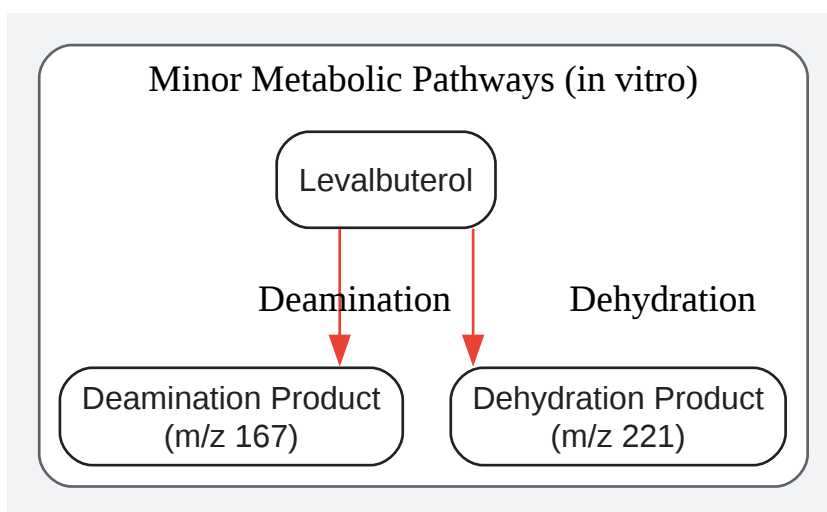 Minor Metabolic Pathways (in vitro)
Levalbuterol
Deamination
Dehydration
Deamination Product
(m/z 167)
Dehydration Product
(m/z 221)